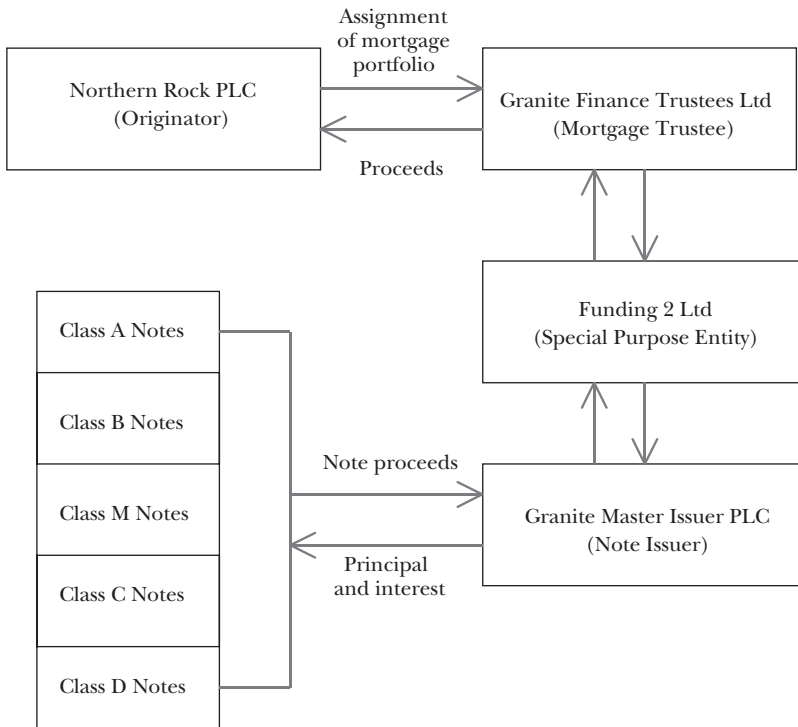 Assignment
of mortgage
portfolio
Northern Rock PLC
(Originator)
Granite Finance Trustees Ltd
(Mortgage Trustee)
Proceeds
Funding 2 Ltd
(Special Purpose Entity)
Class A Notes
Class B Notes
Class M Notes
Class C Notes
Class D Notes
Note proceeds
Granite Master Issuer PLC
(Note Issuer)
Principal
and interest